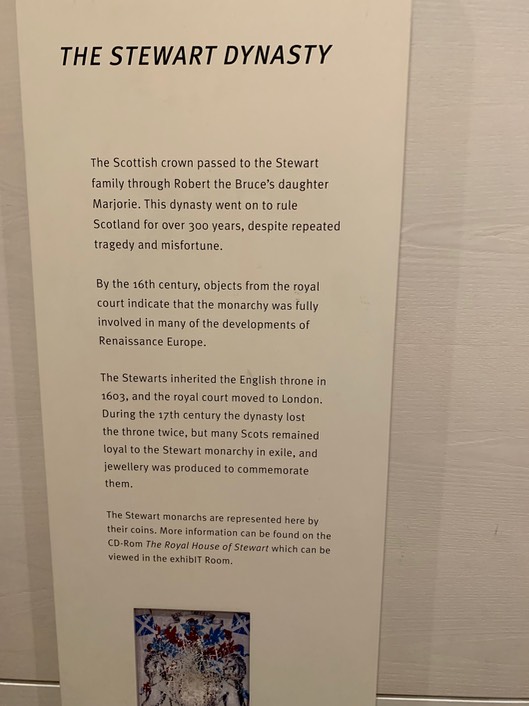 THE STEWART DYNASTY
The Scottish crown passed to the Stewart
family through Robert the Bruce's daughter
Marjorie. This dynasty went on to rule
Scotland for over 300 years, despite repeated
tragedy and misfortune.
By the 16th century, objects from the royal
court indicate that the monarchy was fully
involved in many of the developments of
Renaissance Europe.
The Stewarts inherited the English throne in
1603, and the royal court moved to London.
During the 17th century the dynasty lost
the throne twice, but many Scots remained
loyal to the Stewart monarchy in exile, and
jewellery was produced to commemorate
them.
The Stewart monarchs are represented here by
their coins. More information can be found on the
CD-Rom The Royal House of Stewart which can be
viewed in the exhibIT Room.